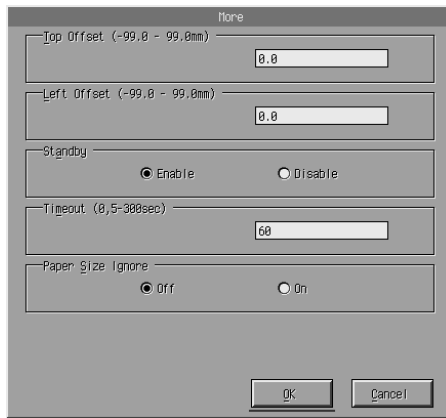 More
Top Offset (-99.0 - 99.0mm)
0.0
Left Offset (-99.0 - 99.0mm)
0.0
Standby
Enable Disable
Timeout (0,5-300sec)
60
Paper Size Ignore
Off On
OK Cancel